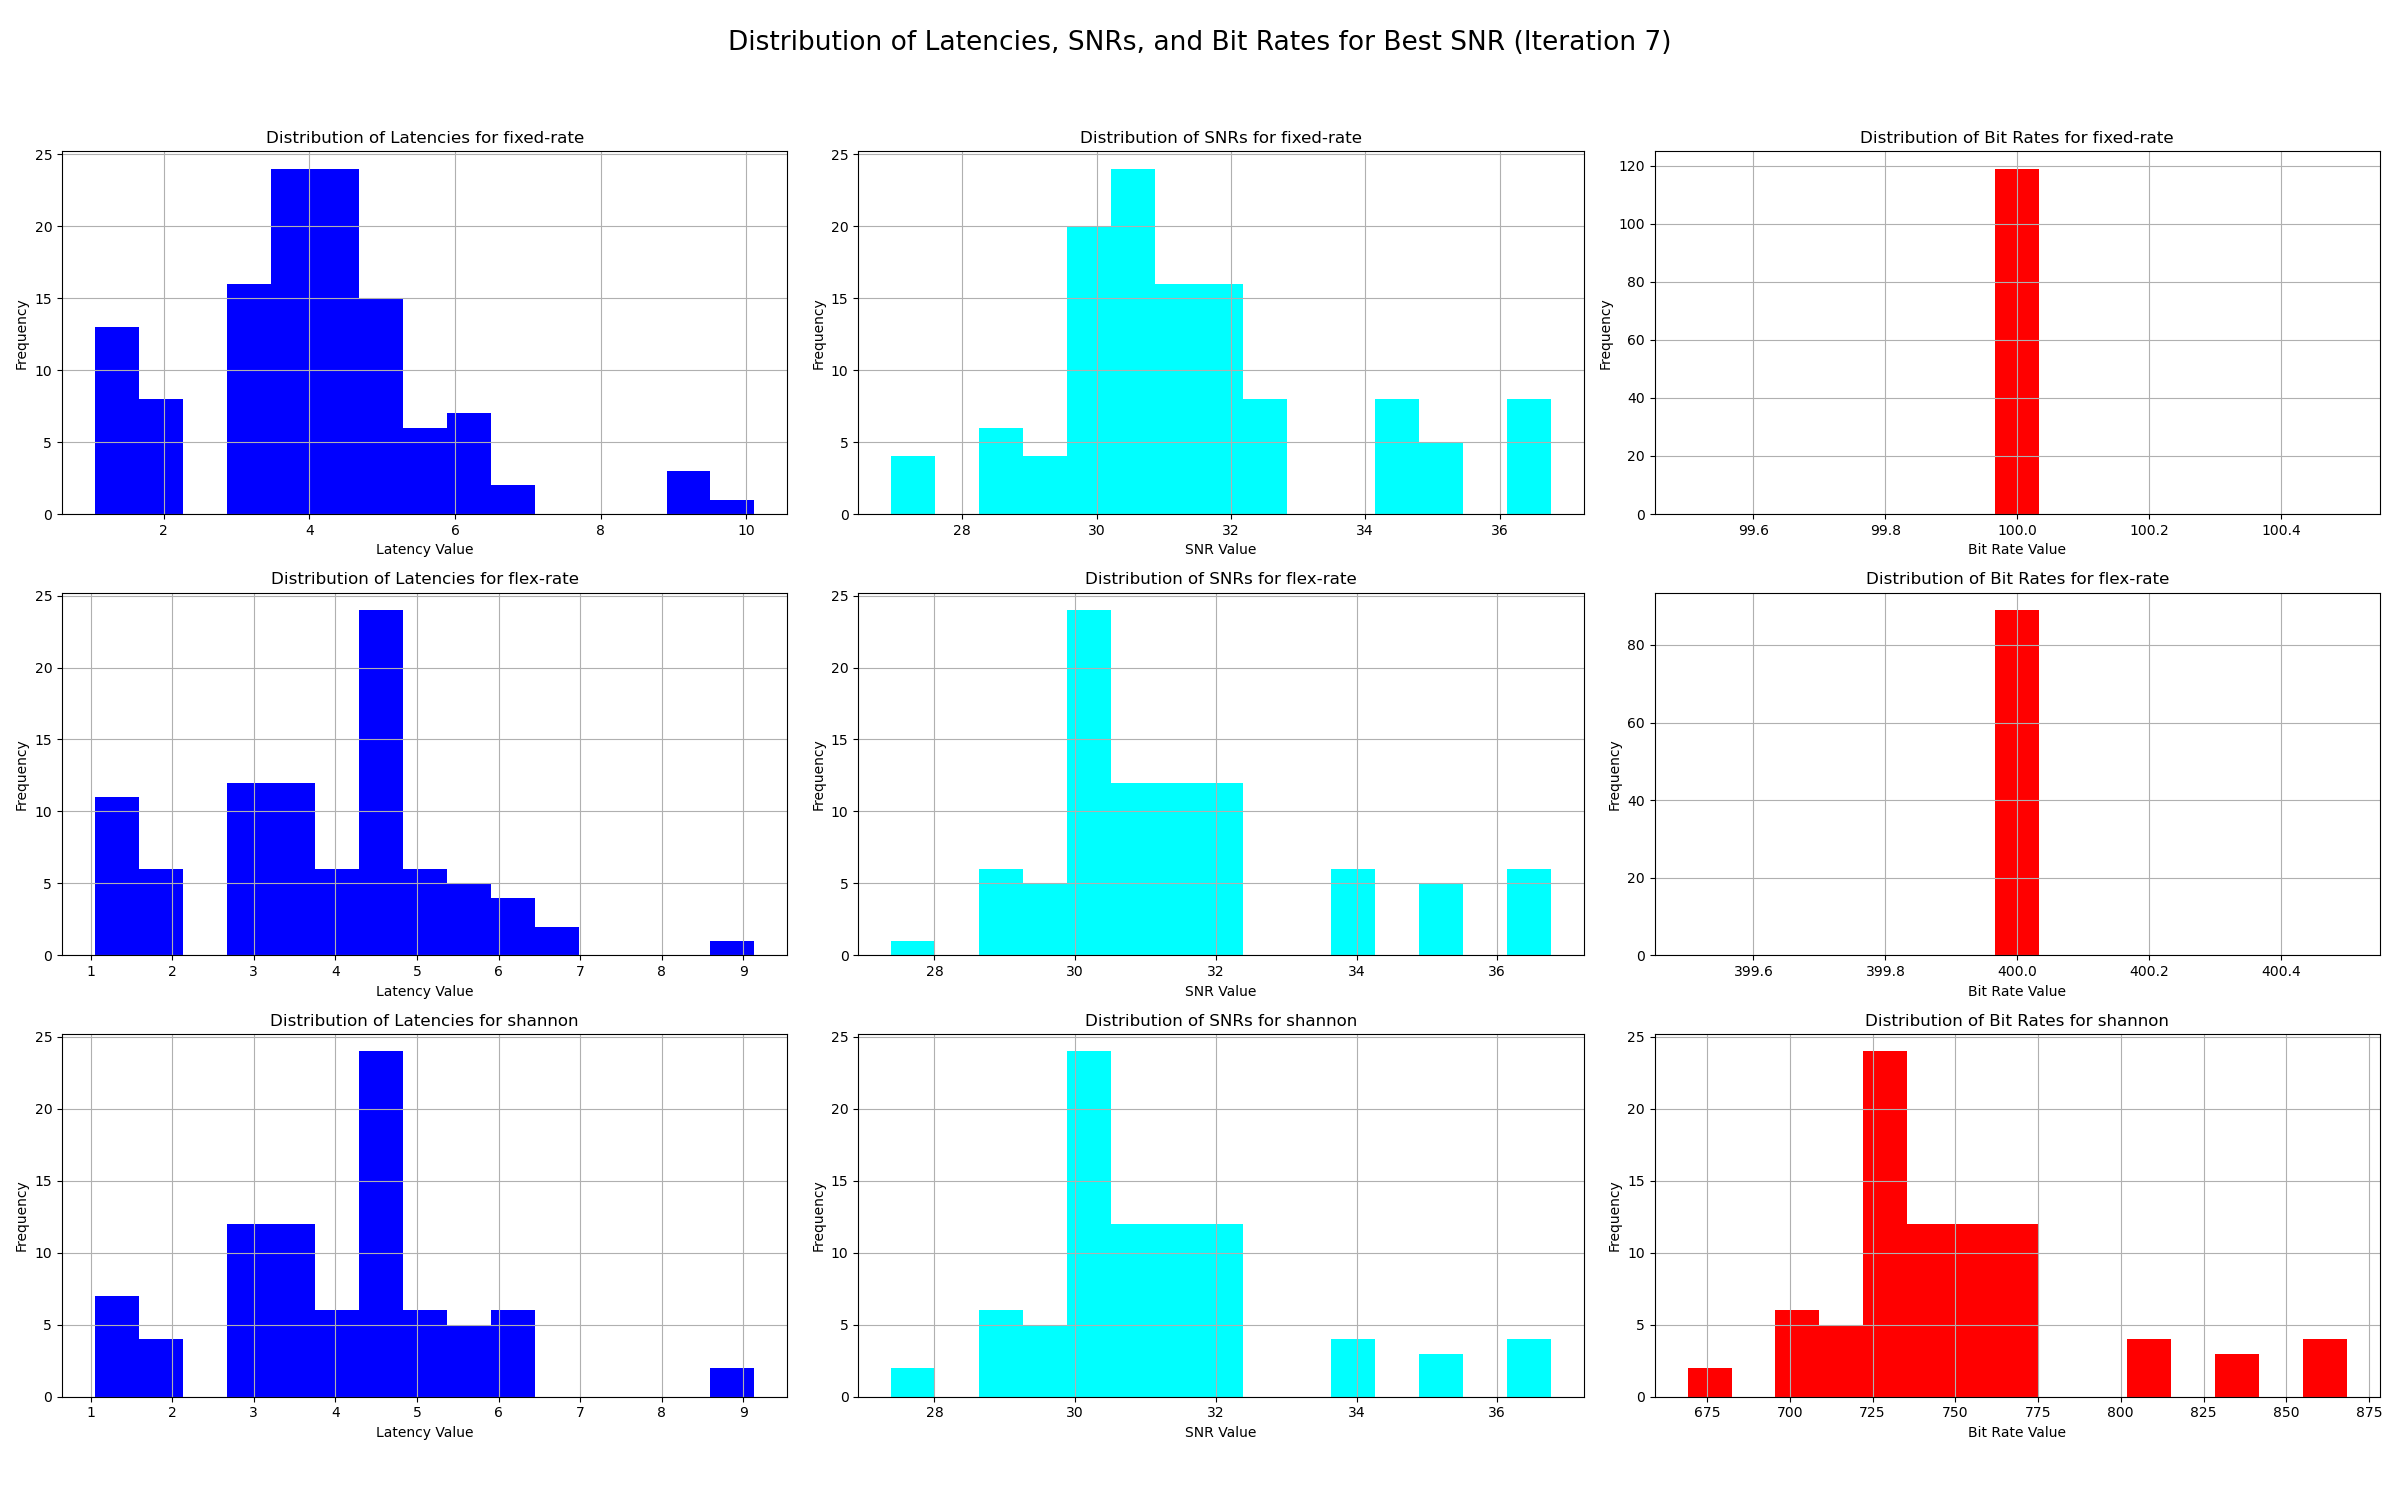 Distribution of Latencies, SNRs, and Bit Rates for Best SNR (Iteration 7)
Distribution of Latencies for fixed-rate
Frequency
0 5 10 15 20 25
2 4 6 8 10
Latency Value
Distribution of SNRs for fixed-rate
Frequency
0 5 10 15 20 25
28 30 32 34 36
SNR Value
Distribution of Bit Rates for fixed-rate
Frequency
0 20 40 60 80 100 120
99.6 99.8 100.0 100.2 100.4
Bit Rate Value
Distribution of Latencies for flex-rate
Frequency
0 5 10 15 20 25
1 2 3 4 5 6 7 8 9
Latency Value
Distribution of SNRs for flex-rate
Frequency
0 5 10 15 20 25
28 30 32 34 36
SNR Value
Distribution of Bit Rates for flex-rate
Frequency
0 20 40 60 80
399.6 399.8 400.0 400.2 400.4
Bit Rate Value
Distribution of Latencies for shannon
Frequency
0 5 10 15 20 25
1 2 3 4 5 6 7 8 9
Latency Value
Distribution of SNRs for shannon
Frequency
0 5 10 15 20 25
28 30 32 34 36
SNR Value
Distribution of Bit Rates for shannon
Frequency
0 5 10 15 20 25
675 700 725 750 775 800 825 850 875
Bit Rate Value